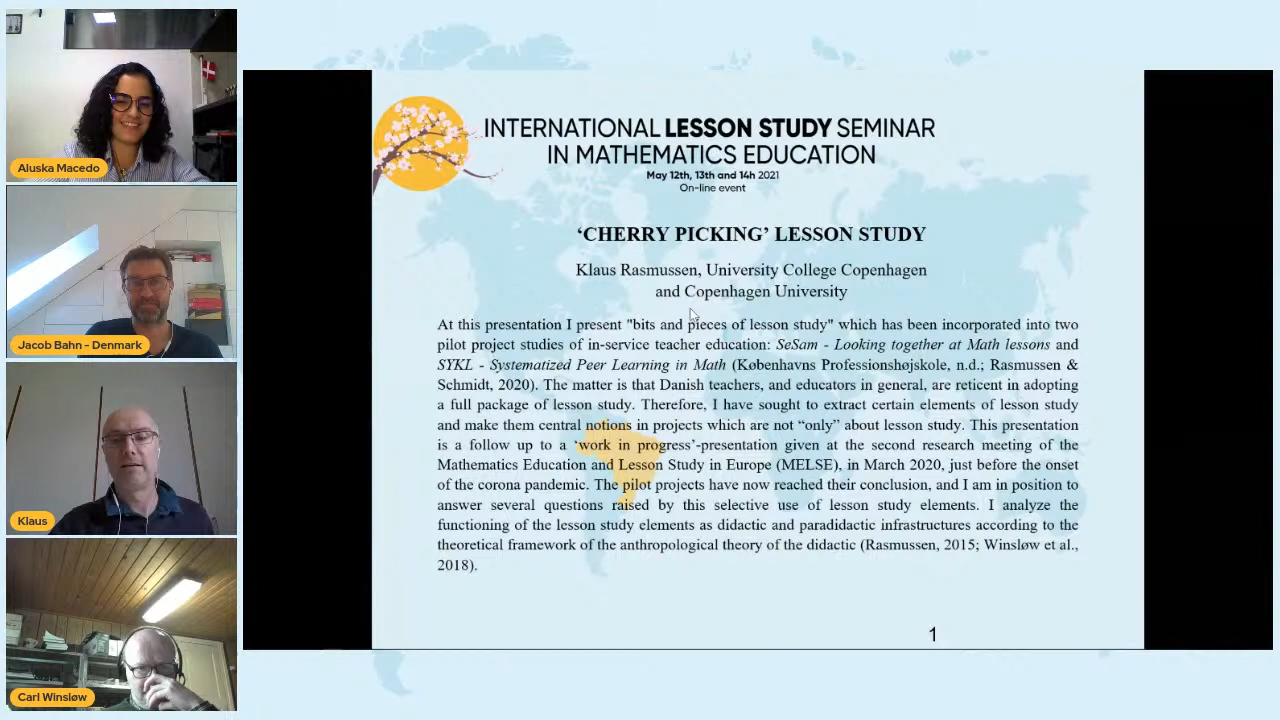 Aluska Macedo
Jacob Bahn - Denmark
Klaus
Carl Winsløw
INTERNATIONAL LESSON STUDY SEMINAR
IN MATHEMATICS EDUCATION
May 12th, 13th and 14h 2021
On-line event
‘CHERRY PICKING’ LESSON STUDY
Klaus Rasmussen, University College Copenhagen
and Copenhagen University
At this presentation I present "bits and pieces of lesson study" which has been incorporated into two
pilot project studies of in-service teacher education: SeSam - Looking together at Math lessons and
SYKL - Systematized Peer Learning in Math (Københavns Professionshøjskole, n.d.; Rasmussen &
Schmidt, 2020). The matter is that Danish teachers, and educators in general, are reticent in adopting
a full package of lesson study. Therefore, I have sought to extract certain elements of lesson study
and make them central notions in projects which are not “only” about lesson study. This presentation
is a follow up to a ‘work in progress’-presentation given at the second research meeting of the
Mathematics Education and Lesson Study in Europe (MELSE), in March 2020, just before the onset
of the corona pandemic. The pilot projects have now reached their conclusion, and I am in position to
answer several questions raised by this selective use of lesson study elements. I analyze the
functioning of the lesson study elements as didactic and paradidactic infrastructures according to the
theoretical framework of the anthropological theory of the didactic (Rasmussen, 2015; Winsløw et al.,
2018).
1